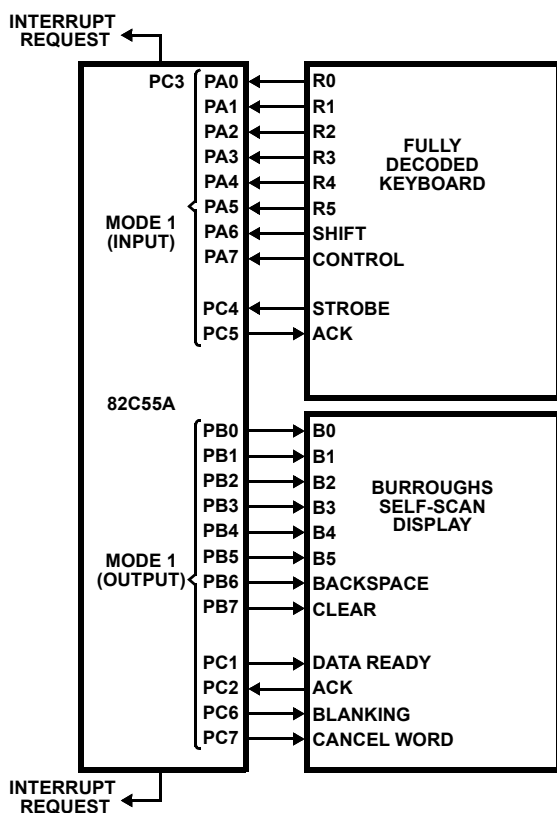 INTERRUPT
REQUEST
PC3 PA0 R0
PA1 R1
PA2 R2
PA3 R3
PA4 R4
PA5 R5
PA6 SHIFT
PA7 CONTROL
MODE 1
(INPUT)
FULLY
DECODED
KEYBOARD
PC4 STROBE
PC5 ACK
82C55A
PB0 B0
PB1 B1
PB2 B2
PB3 B3
PB4 B4
PB5 B5
PB6 BACKSPACE
PB7 CLEAR
MODE 1
(OUTPUT)
BURROUGHS
SELF-SCAN
DISPLAY
PC1 DATA READY
PC2 ACK
PC6 BLANKING
PC7 CANCEL WORD
INTERRUPT
REQUEST